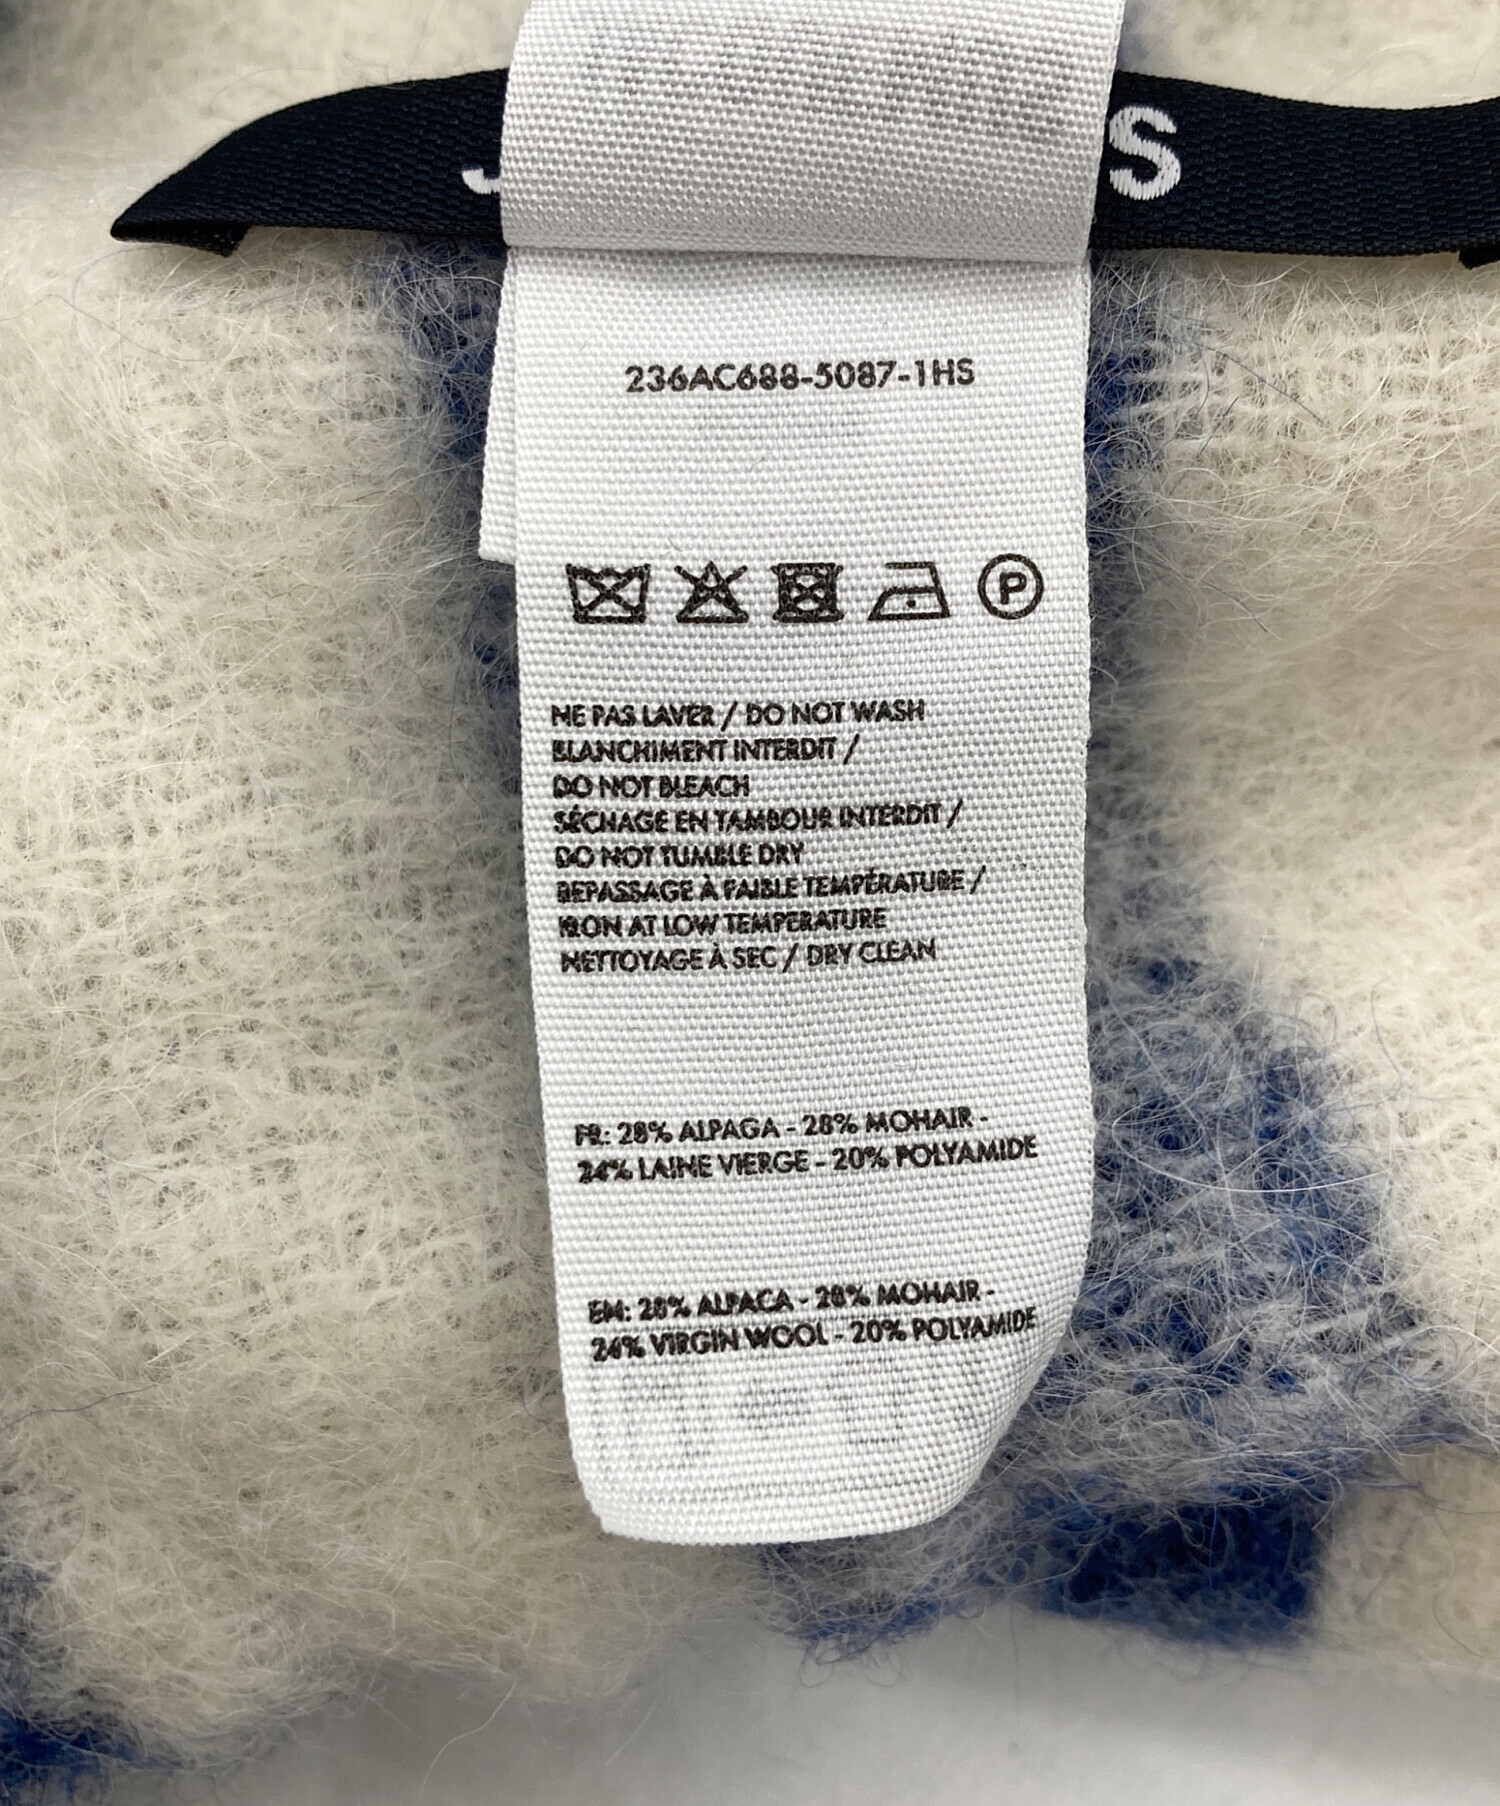 J
S
236AC688-5087-1HS
P
NE PAS LAVER / DO NOT WASH
BLANCHIMENT INTERDIT /
DO NOT BLEACH
SÉCHAGE EN TAMBOUR INTERDIT /
DO NOT TUMBLE DRY
REPASSAGE À FAIBLE TEMPÉRATURE /
IRON AT LOW TEMPERATURE
NETTOYAGE À SEC / DRY CLEAN
FR: 28% ALPAGA - 28% MOHAIR -
24% LAINE VIERGE - 20% POLYAMIDE
EN: 28% ALPACA - 28% MOHAIR -
24% VIRGIN WOOL - 20% POLYAMIDE